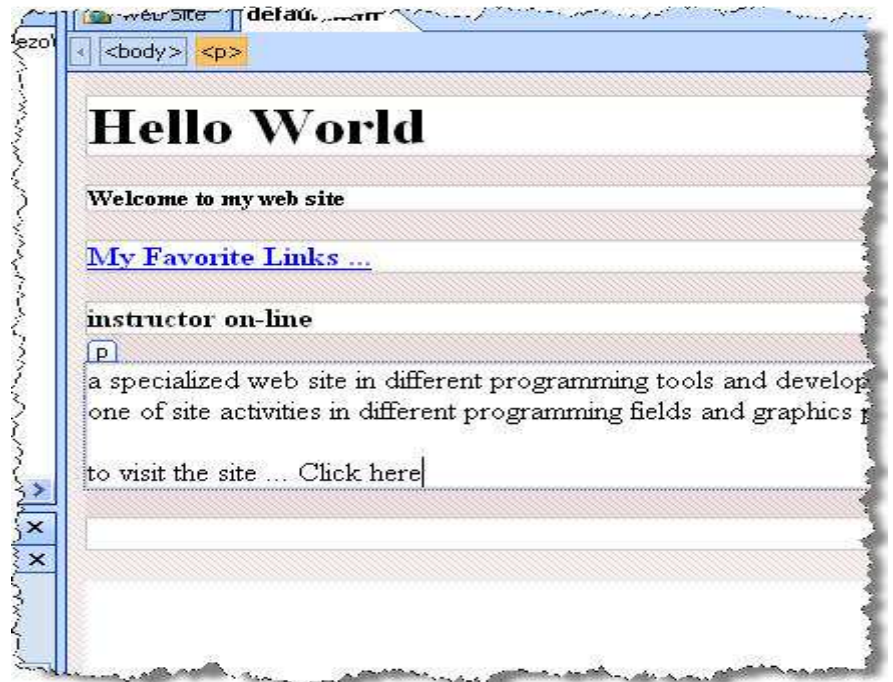 Web Site
ezo
<body> <p>
Hello World
Welcome to my web site
My Favorite Links ...
instructor on-line
p
a specialized web site in different programming tools and develop
one of site activities in different programming fields and graphics
to visit the site ... Click here